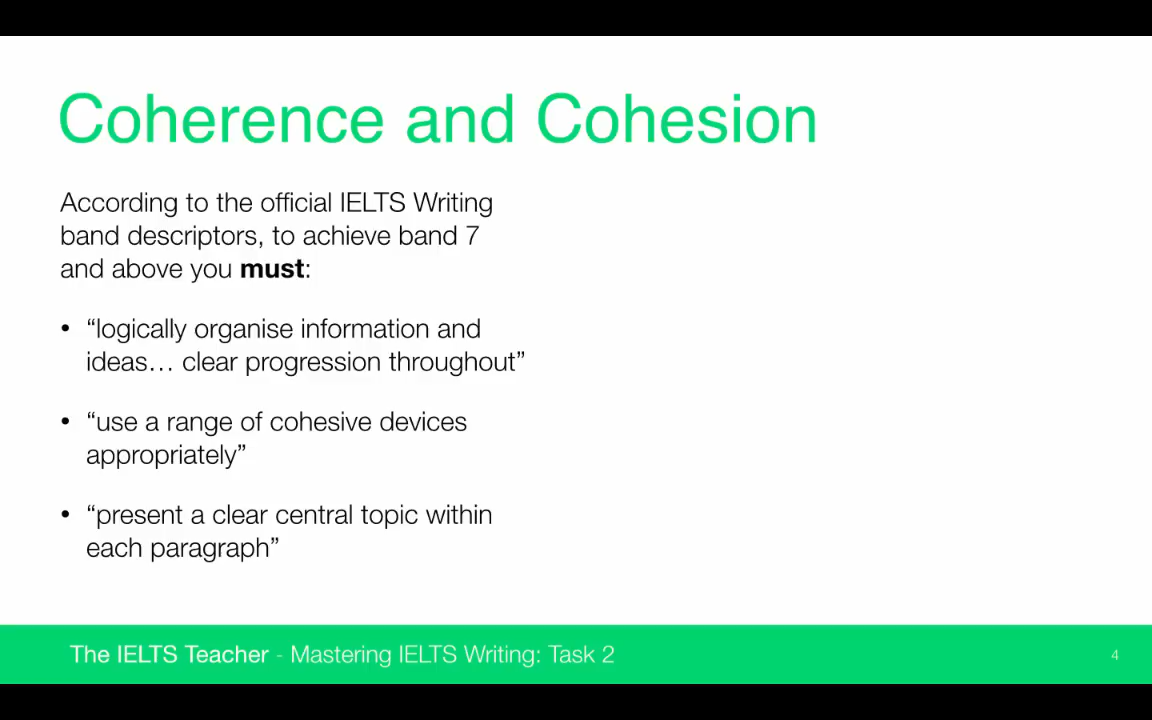 Coherence and Cohesion
According to the official IELTS Writing
band descriptors, to achieve band 7
and above you must:
• “logically organise information and
ideas… clear progression throughout”
• “use a range of cohesive devices
appropriately”
• “present a clear central topic within
each paragraph”
The IELTS Teacher - Mastering IELTS Writing: Task 2
4